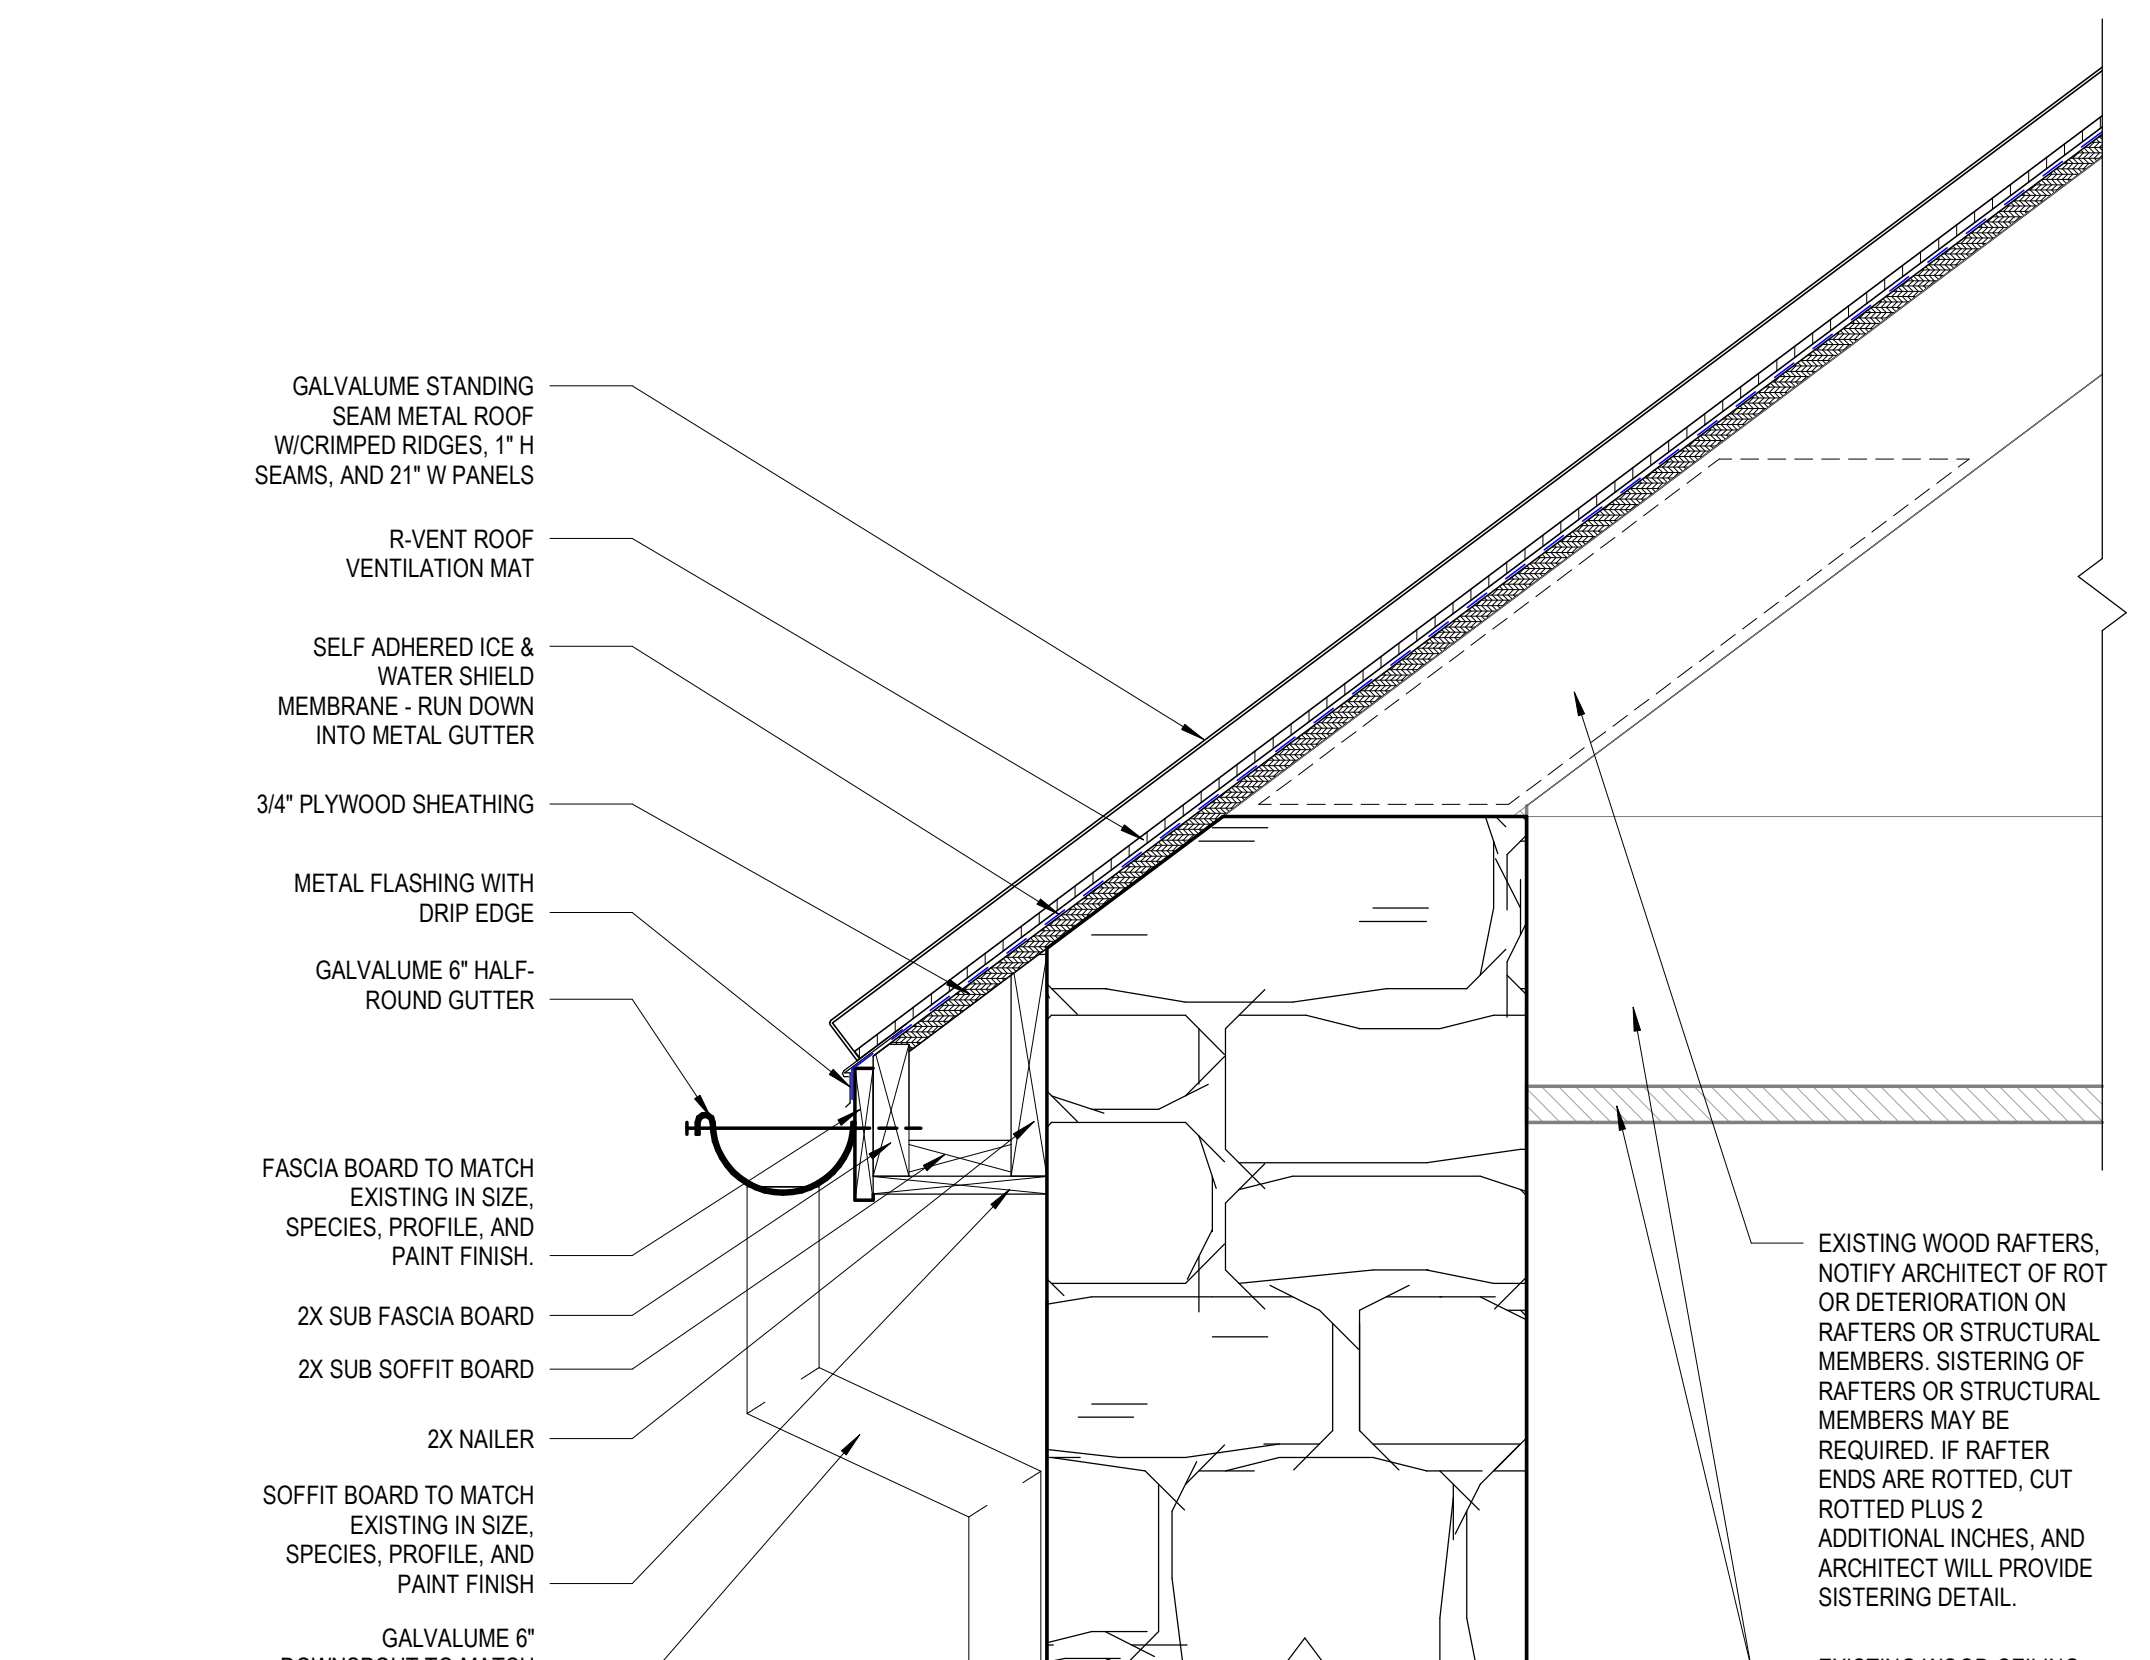 GALVALUME STANDING
SEAM METAL ROOF
W/CRIMPED RIDGES, 1" H
SEAMS, AND 21" W PANELS
R-VENT ROOF
VENTILATION MAT
SELF ADHERED ICE &
WATER SHIELD
MEMBRANE - RUN DOWN
INTO METAL GUTTER
3/4" PLYWOOD SHEATHING
METAL FLASHING WITH
DRIP EDGE
GALVALUME 6" HALF-
ROUND GUTTER
FASCIA BOARD TO MATCH
EXISTING IN SIZE,
SPECIES, PROFILE, AND
PAINT FINISH.
2X SUB FASCIA BOARD
2X SUB SOFFIT BOARD
2X NAILER
SOFFIT BOARD TO MATCH
EXISTING IN SIZE,
SPECIES, PROFILE, AND
PAINT FINISH
GALVALUME 6"
DOWNSPOUT TO MATCH
EXISTING WOOD RAFTERS,
NOTIFY ARCHITECT OF ROT
OR DETERIORATION ON
RAFTERS OR STRUCTURAL
MEMBERS. SISTERING OF
RAFTERS OR STRUCTURAL
MEMBERS MAY BE
REQUIRED. IF RAFTER
ENDS ARE ROTTED, CUT
ROTTED PLUS 2
ADDITIONAL INCHES, AND
ARCHITECT WILL PROVIDE
SISTERING DETAIL.
EXISTING WOOD CEILING